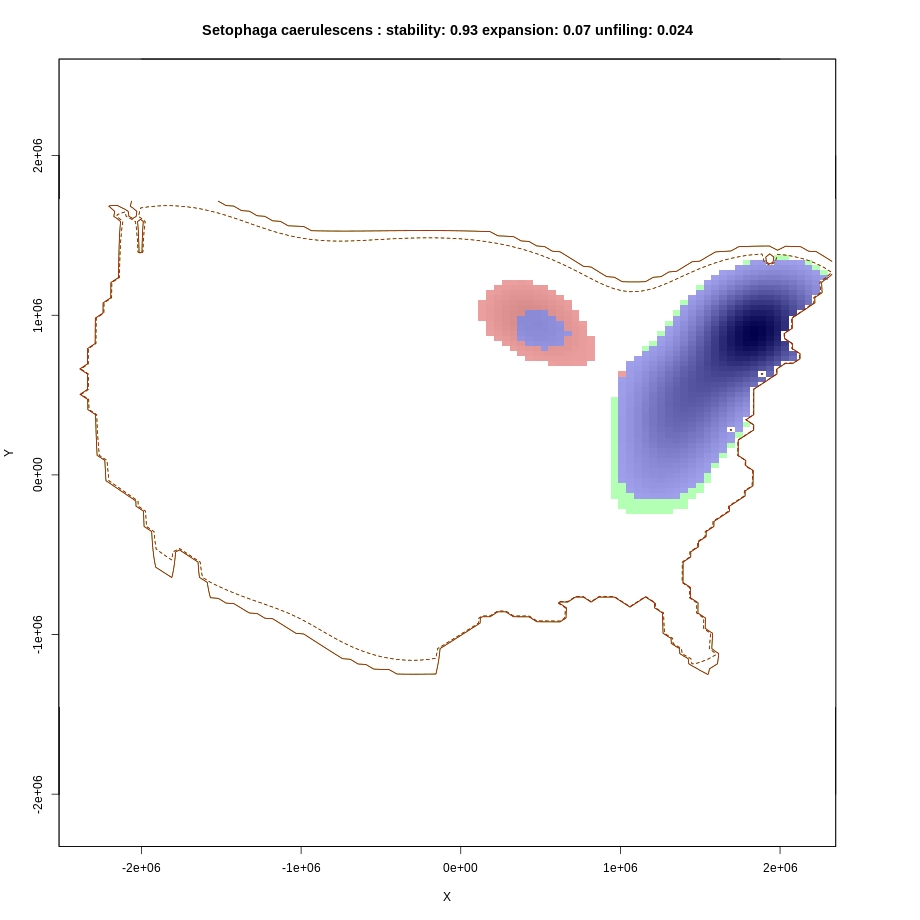 Setophaga caerulescens : stability: 0.93 expansion: 0.07 unfiling: 0.024
2e+06
1e+06
Y
0e+00
-1e+06
-2e+06
-2e+06 -1e+06 0e+00 1e+06 2e+06
X